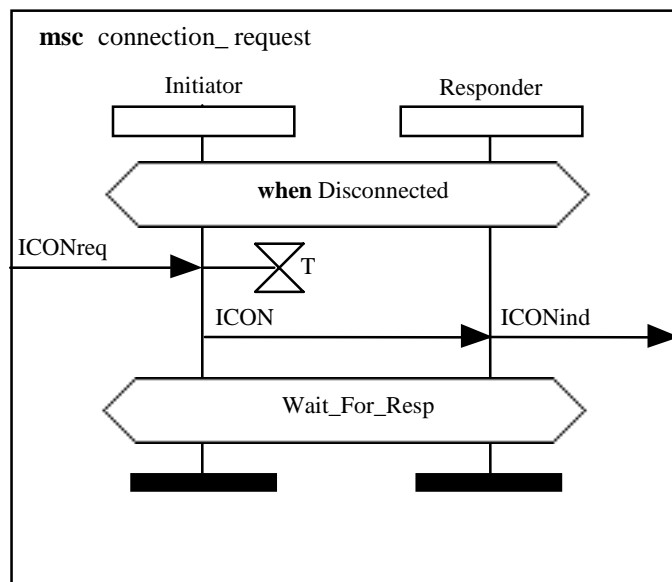 msc connection_ request
Initiator
Responder
when Disconnected
ICONreq
T
ICON
ICONind
Wait_For_Resp